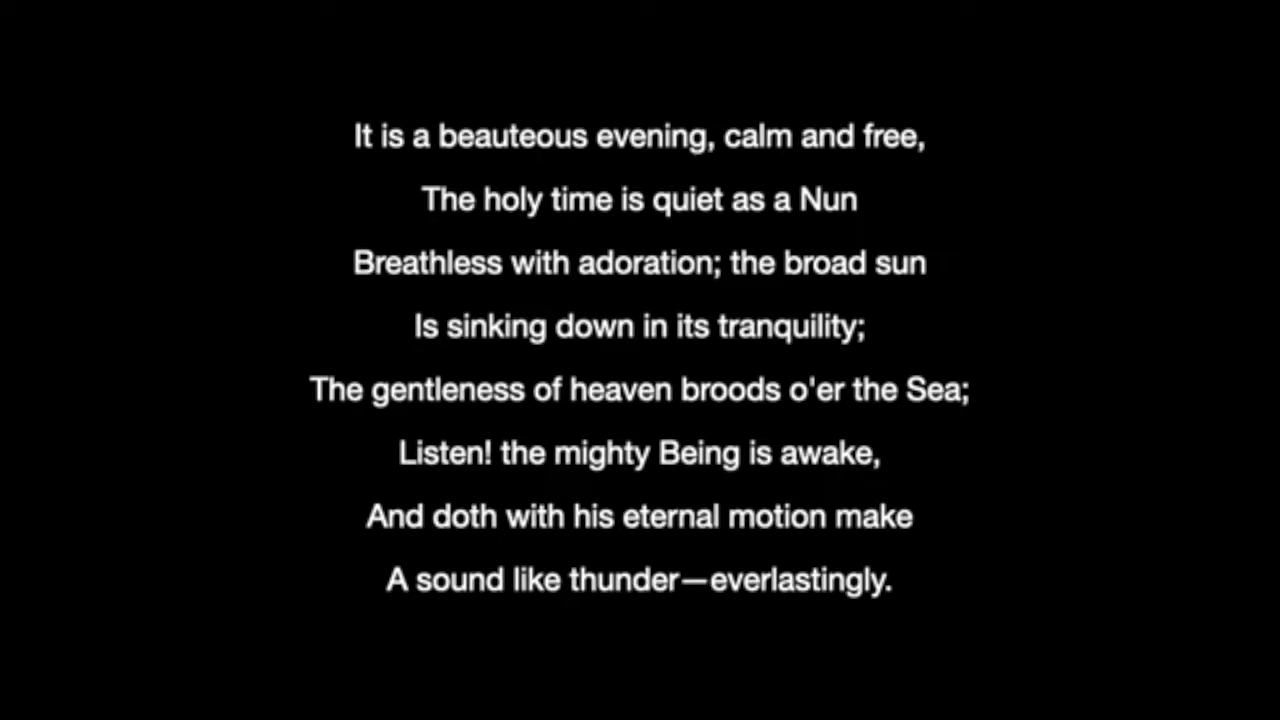 It is a beauteous evening, calm and free,
The holy time is quiet as a Nun
Breathless with adoration; the broad sun
Is sinking down in its tranquility;
The gentleness of heaven broods o'er the Sea;
Listen! the mighty Being is awake,
And doth with his eternal motion make
A sound like thunder—everlastingly.